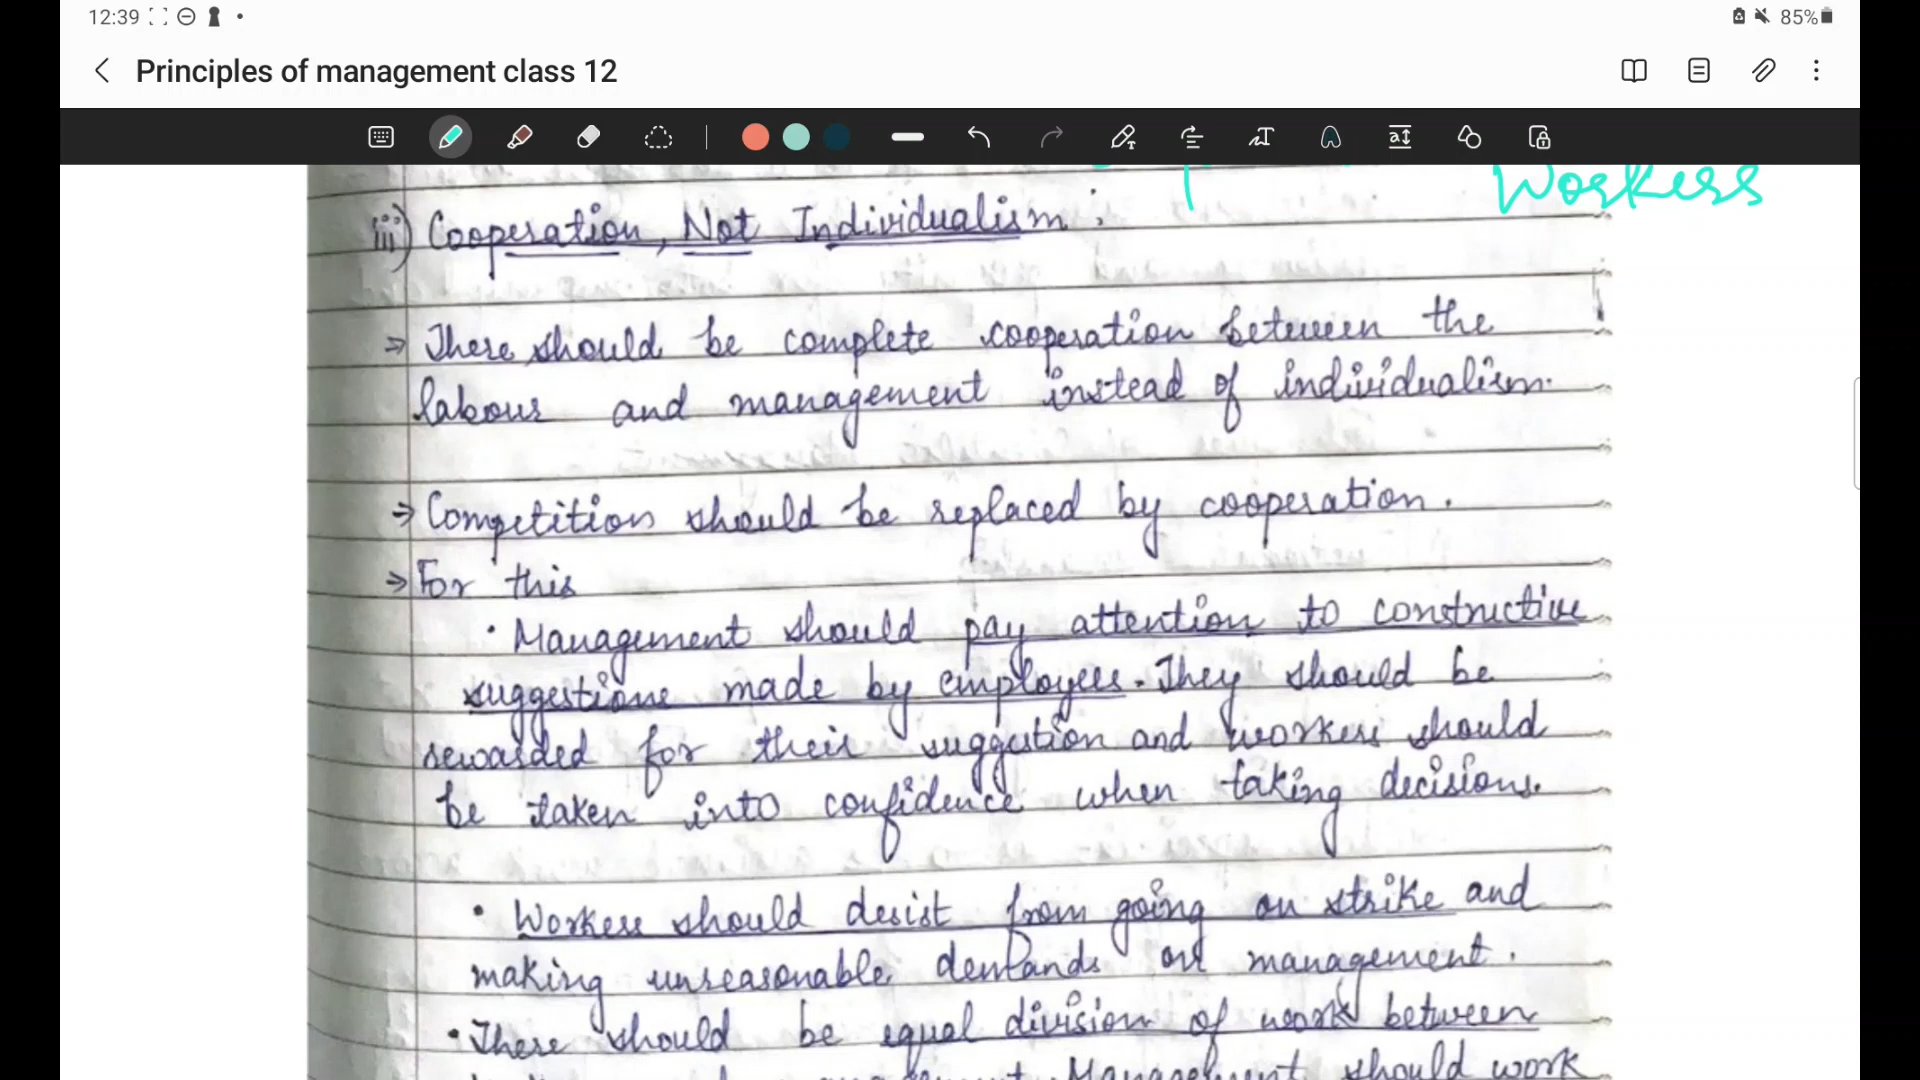 12:39
85%
Principles of management class 12
Workers
iii) Cooperation, Not Individualism :
⇒ There should be complete cooperation between the
labour and management instead of individualism.
⇒ Competition should be replaced by cooperation.
⇒ For this
• Management should pay attention to constructive
suggestions made by employees. They should be
rewarded for their suggestion and workers should
be taken into confidence when taking decisions.
• Workers should desist from going on strike and
making unreasonable demands on management.
• There should be equal division of work between
Management should work